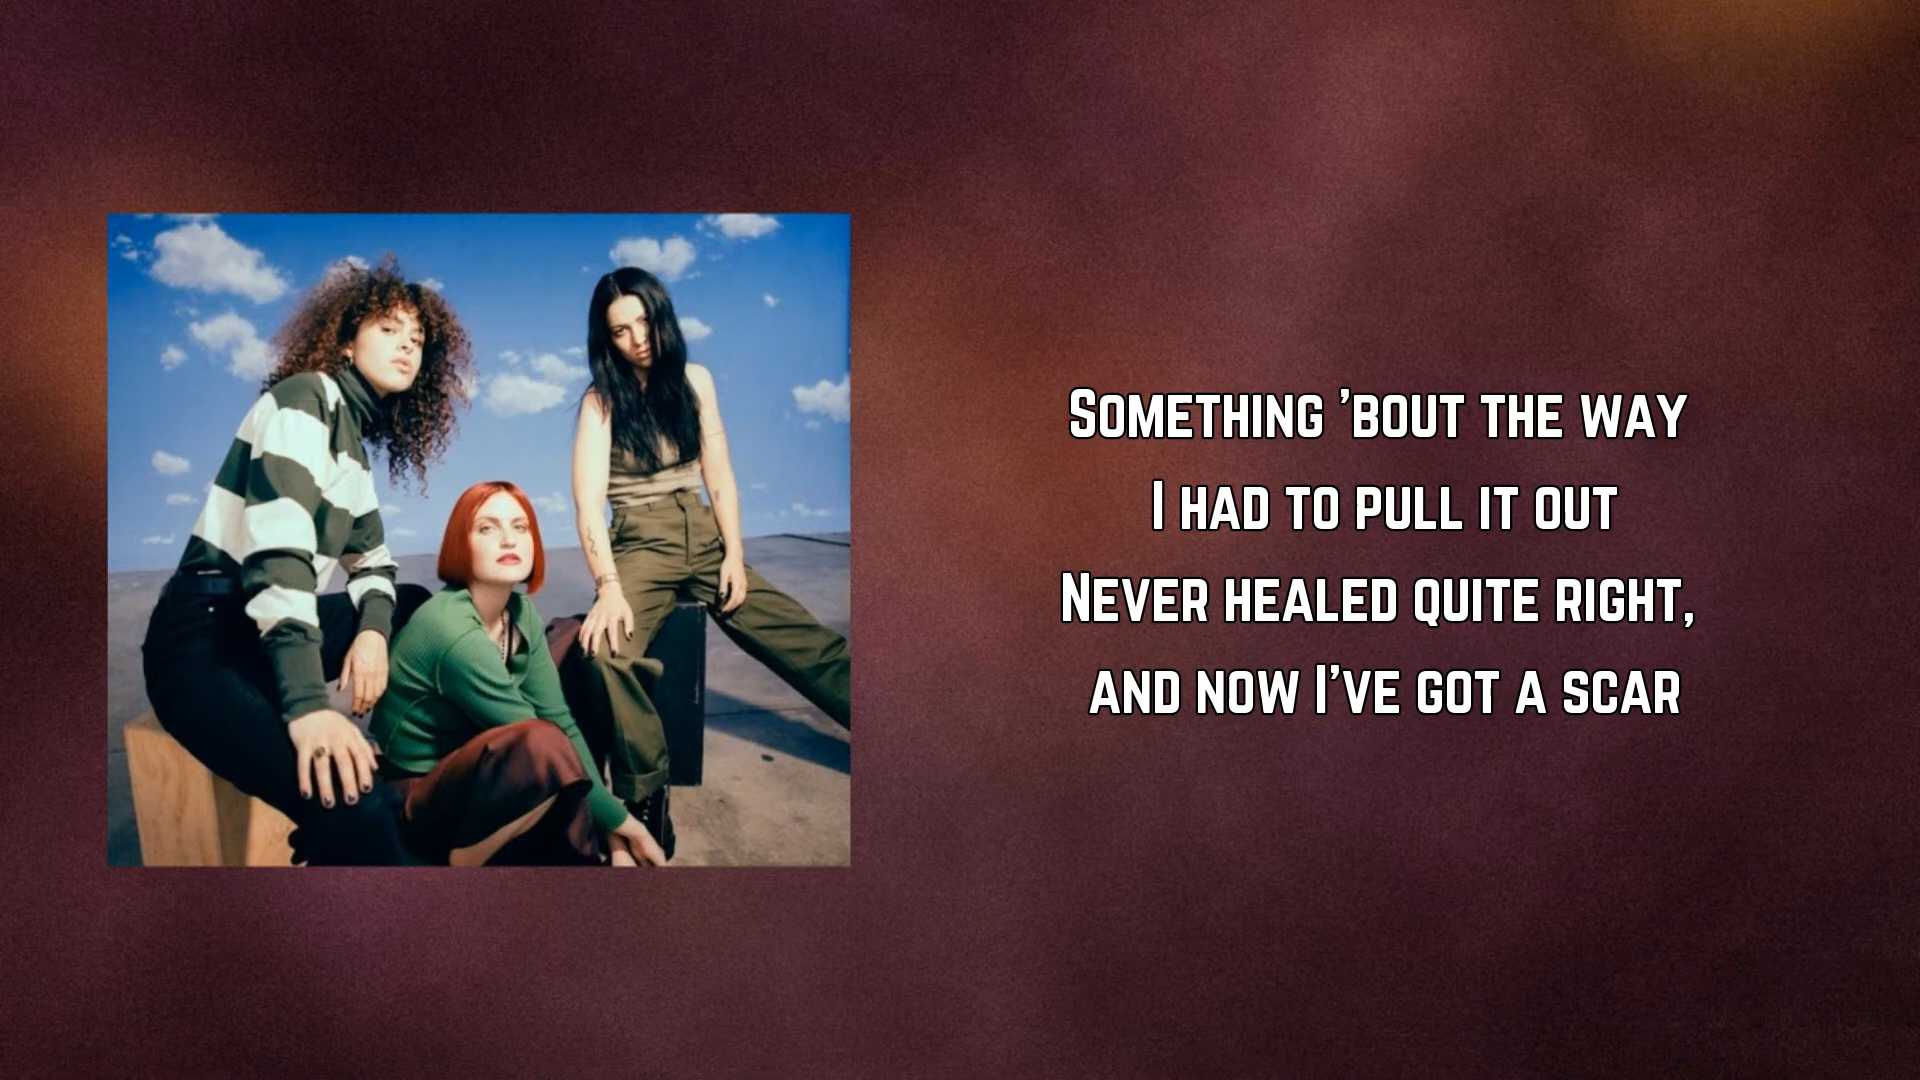 Something 'bout the way
I had to pull it out
Never healed quite right,
and now I've got a scar